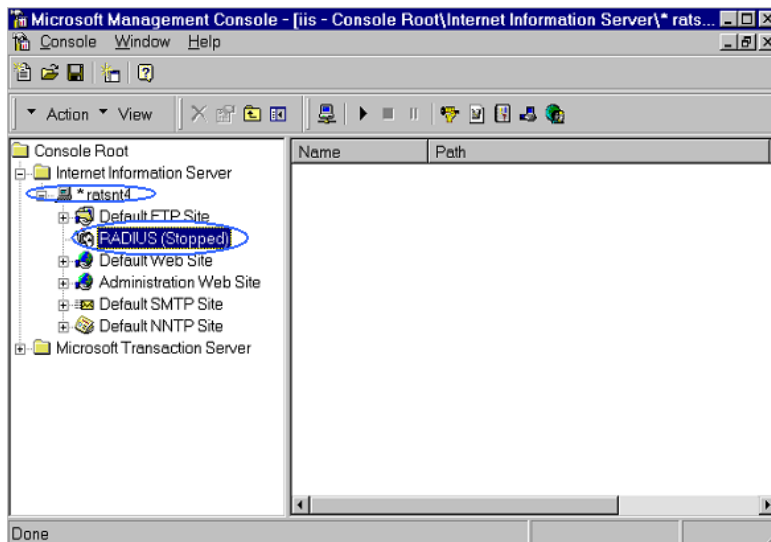 Microsoft Management Console - [iis - Console Root\Internet Information Server\* rats...
Console Window Help
Action View
Console Root
Internet Information Server
* ratsnt4
Default FTP Site
RADIUS (Stopped)
Default Web Site
Administration Web Site
Default SMTP Site
Default NNTP Site
Microsoft Transaction Server
Name Path
Done